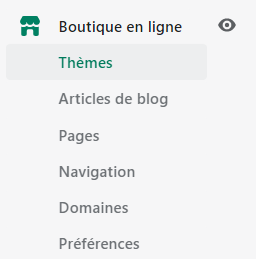 Boutique en ligne
Thèmes
Articles de blog
Pages
Navigation
Domaines
Préférences